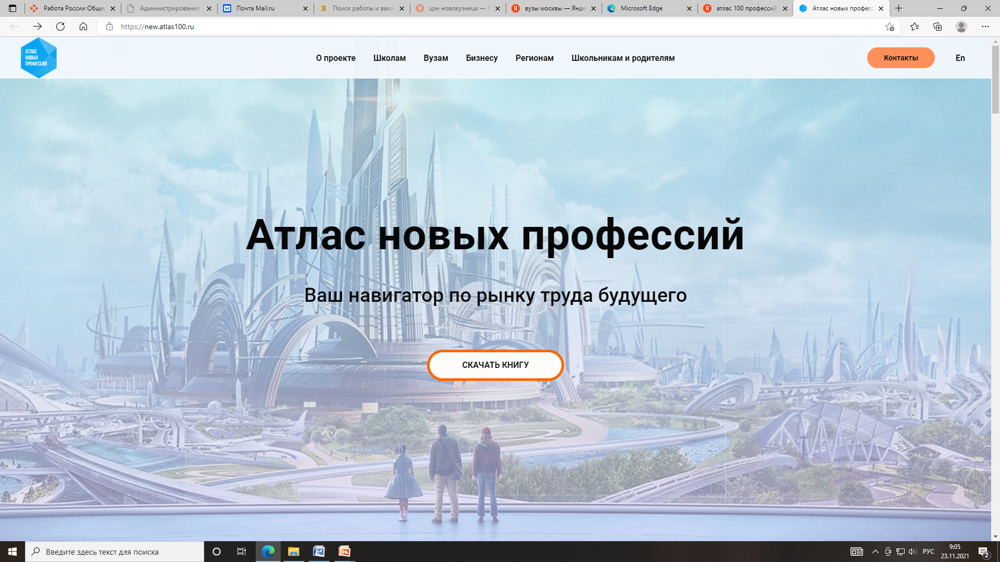 Работа России Общер
Администрирование
Почта Mail.ru
Поиск работы и вака
цзн новокузнецк — Я
вузы москвы — Янде
Microsoft Edge
атлас 100 профессий
Атлас новых професс
https://new.atlas100.ru
АТЛАС
НОВЫХ
ПРОФЕССИЙ
О проекте Школам Вузам Бизнесу Регионам Школьникам и родителям Контакты En
Атлас новых профессий
Ваш навигатор по рынку труда будущего
СКАЧАТЬ КНИГУ
Введите здесь текст для поиска
РУС
9:05
23.11.2021
2